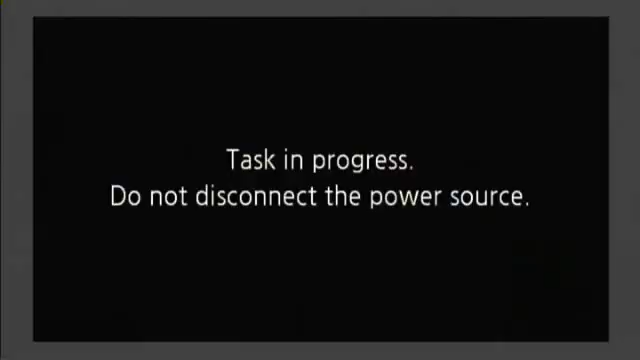 Task in progress.
Do not disconnect the power source.